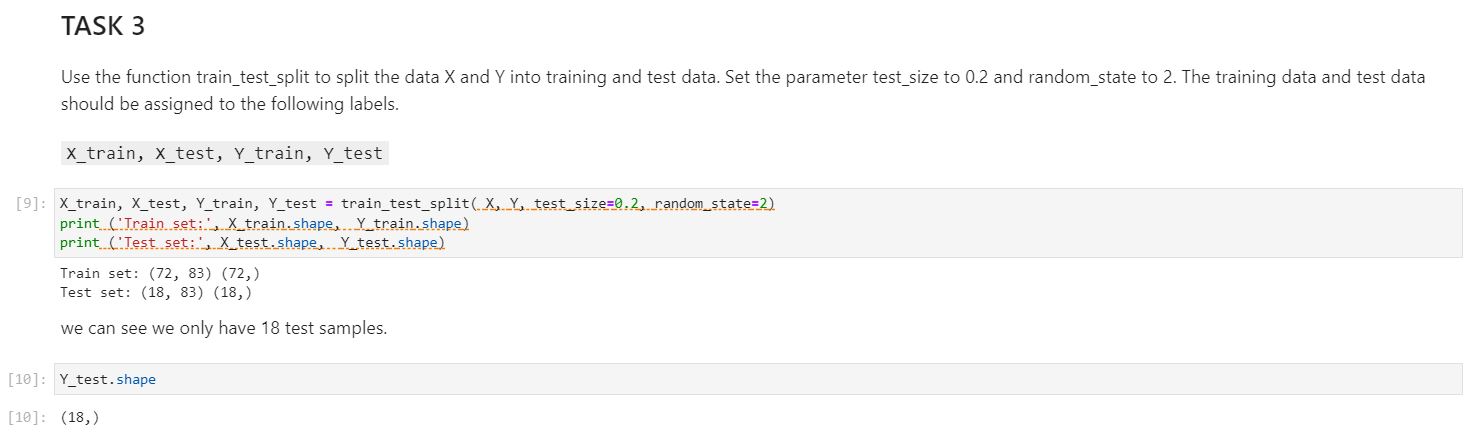 TASK 3
Use the function train_test_split to split the data X and Y into training and test data. Set the parameter test_size to 0.2 and random_state to 2. The training data and test data
should be assigned to the following labels.
X_train, X_test, Y_train, Y_test
[9]: X_train, X_test, Y_train, Y_test = train_test_split( X, Y, test_size=0.2, random_state=2)
print ('Train set:', X_train.shape,  Y_train.shape)
print ('Test set:', X_test.shape,  Y_test.shape)
Train set: (72, 83) (72,)
Test set: (18, 83) (18,)
we can see we only have 18 test samples.
[10]: Y_test.shape
[10]: (18,)